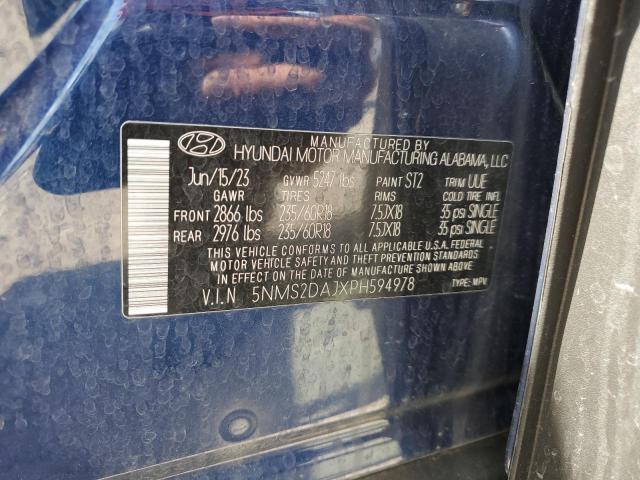 MANUFACTURED BY
HYUNDAI MOTOR MANUFACTURING ALABAMA, LLC
Jun/15/23 GVWR 5247 lbs PAINT ST2 TRIM UUE
GAWR TIRES RIMS COLD TIRE INFL
FRONT 2866 lbs 235/60R18 7.5JX18 35 psi SINGLE
REAR 2976 lbs 235/60R18 7.5JX18 35 psi SINGLE
THIS VEHICLE CONFORMS TO ALL APPLICABLE U.S.A. FEDERAL
MOTOR VEHICLE SAFETY AND THEFT PREVENTION STANDARDS
IN EFFECT ON THE DATE OF MANUFACTURE SHOWN ABOVE
V.I.N 5NMS2DAJXPH594978 TYPE: MPV